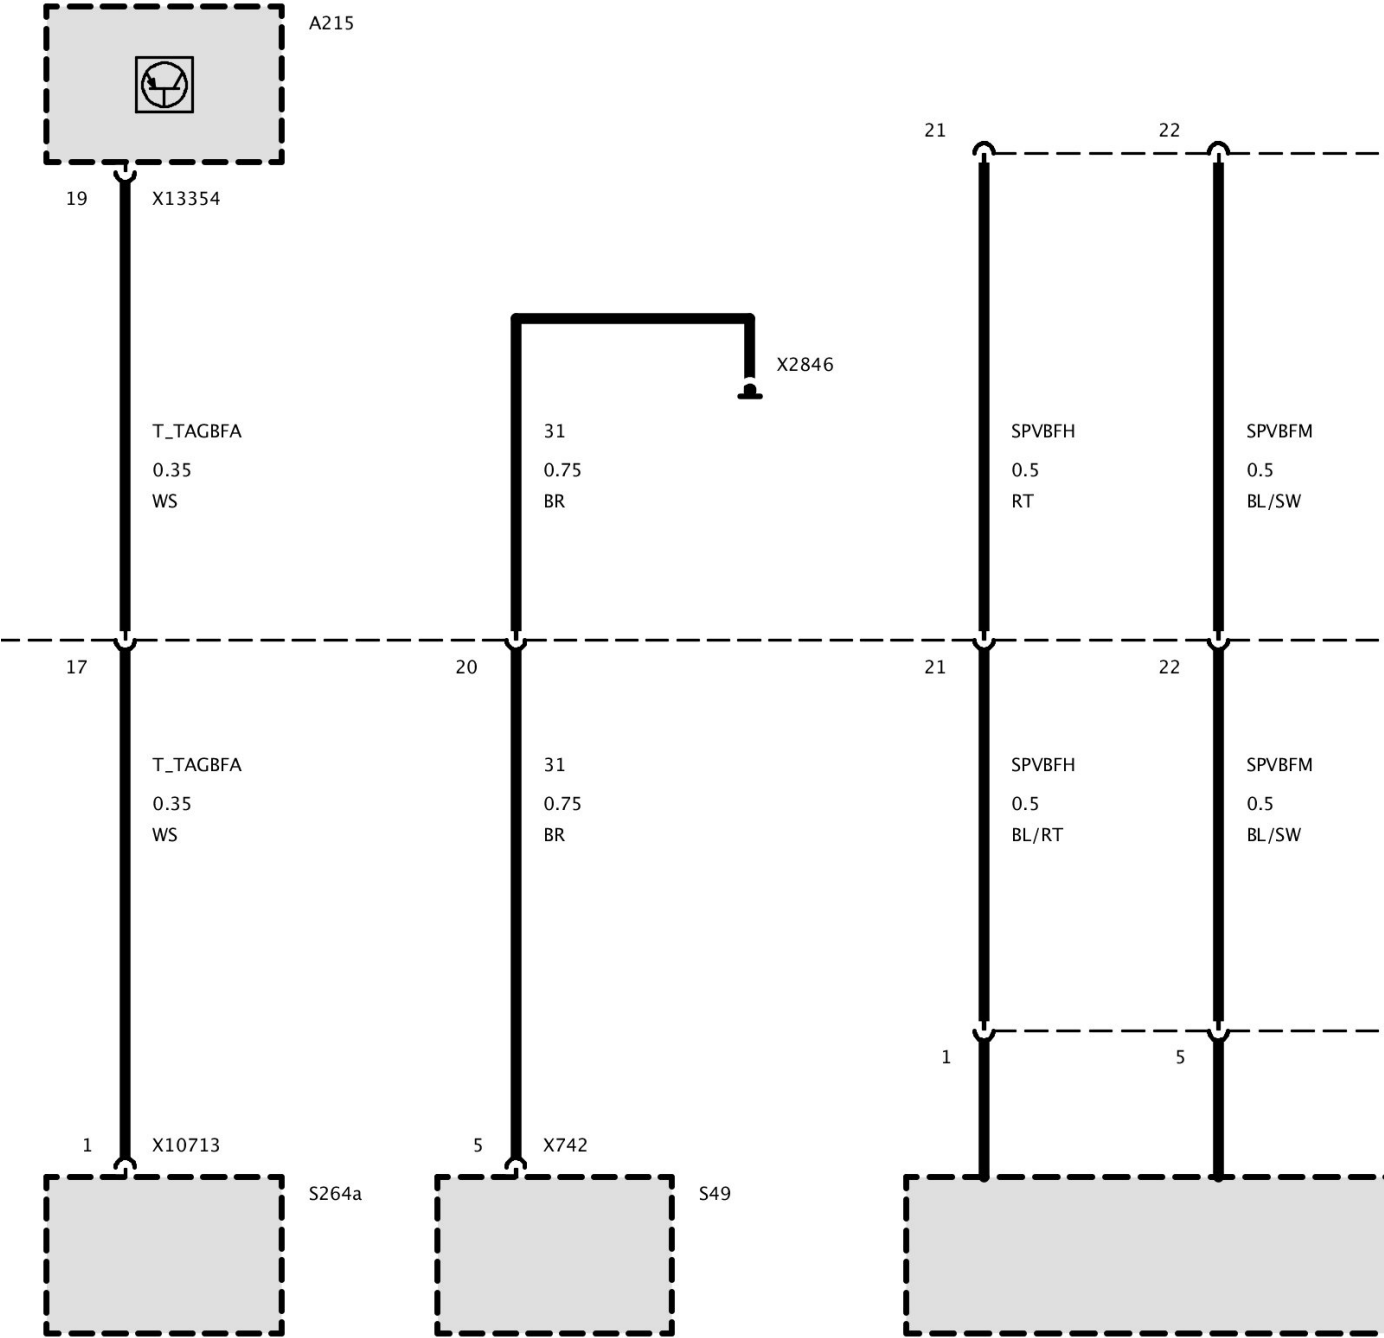 A215
21
22
19
X13354
X2846
T_TAGBFA
0.35
WS
31
0.75
BR
SPVBFH
0.5
RT
SPVBFM
0.5
BL/SW
17
20
21
22
T_TAGBFA
0.35
WS
31
0.75
BR
SPVBFH
0.5
BL/RT
SPVBFM
0.5
BL/SW
1
5
1
X10713
5
X742
S264a
S49